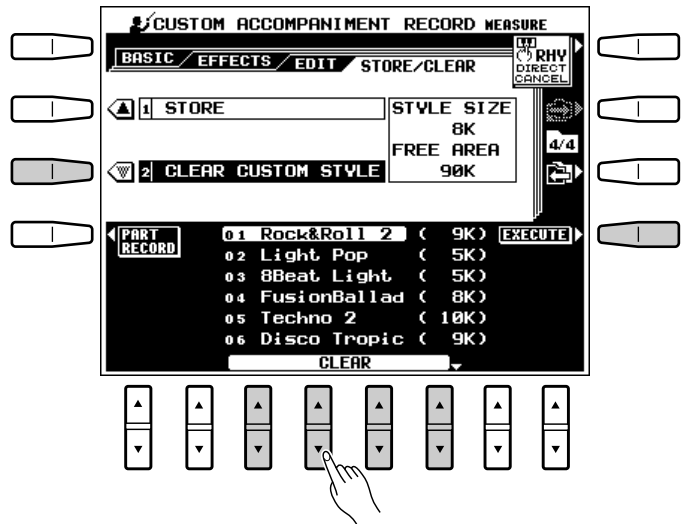 CUSTOM ACCOMPANIMENT RECORD MEASURE
BASIC EFFECTS EDIT STORE/CLEAR
RHY
DIRECT
CANCEL
1 STORE
STYLE SIZE
8K
FREE AREA
90K
4/4
2 CLEAR CUSTOM STYLE
PART
RECORD
EXECUTE
01 Rock&Roll 2 ( 9K)
02 Light Pop ( 5K)
03 8Beat Light ( 5K)
04 FusionBallad ( 8K)
05 Techno 2 ( 10K)
06 Disco Tropic ( 9K)
CLEAR